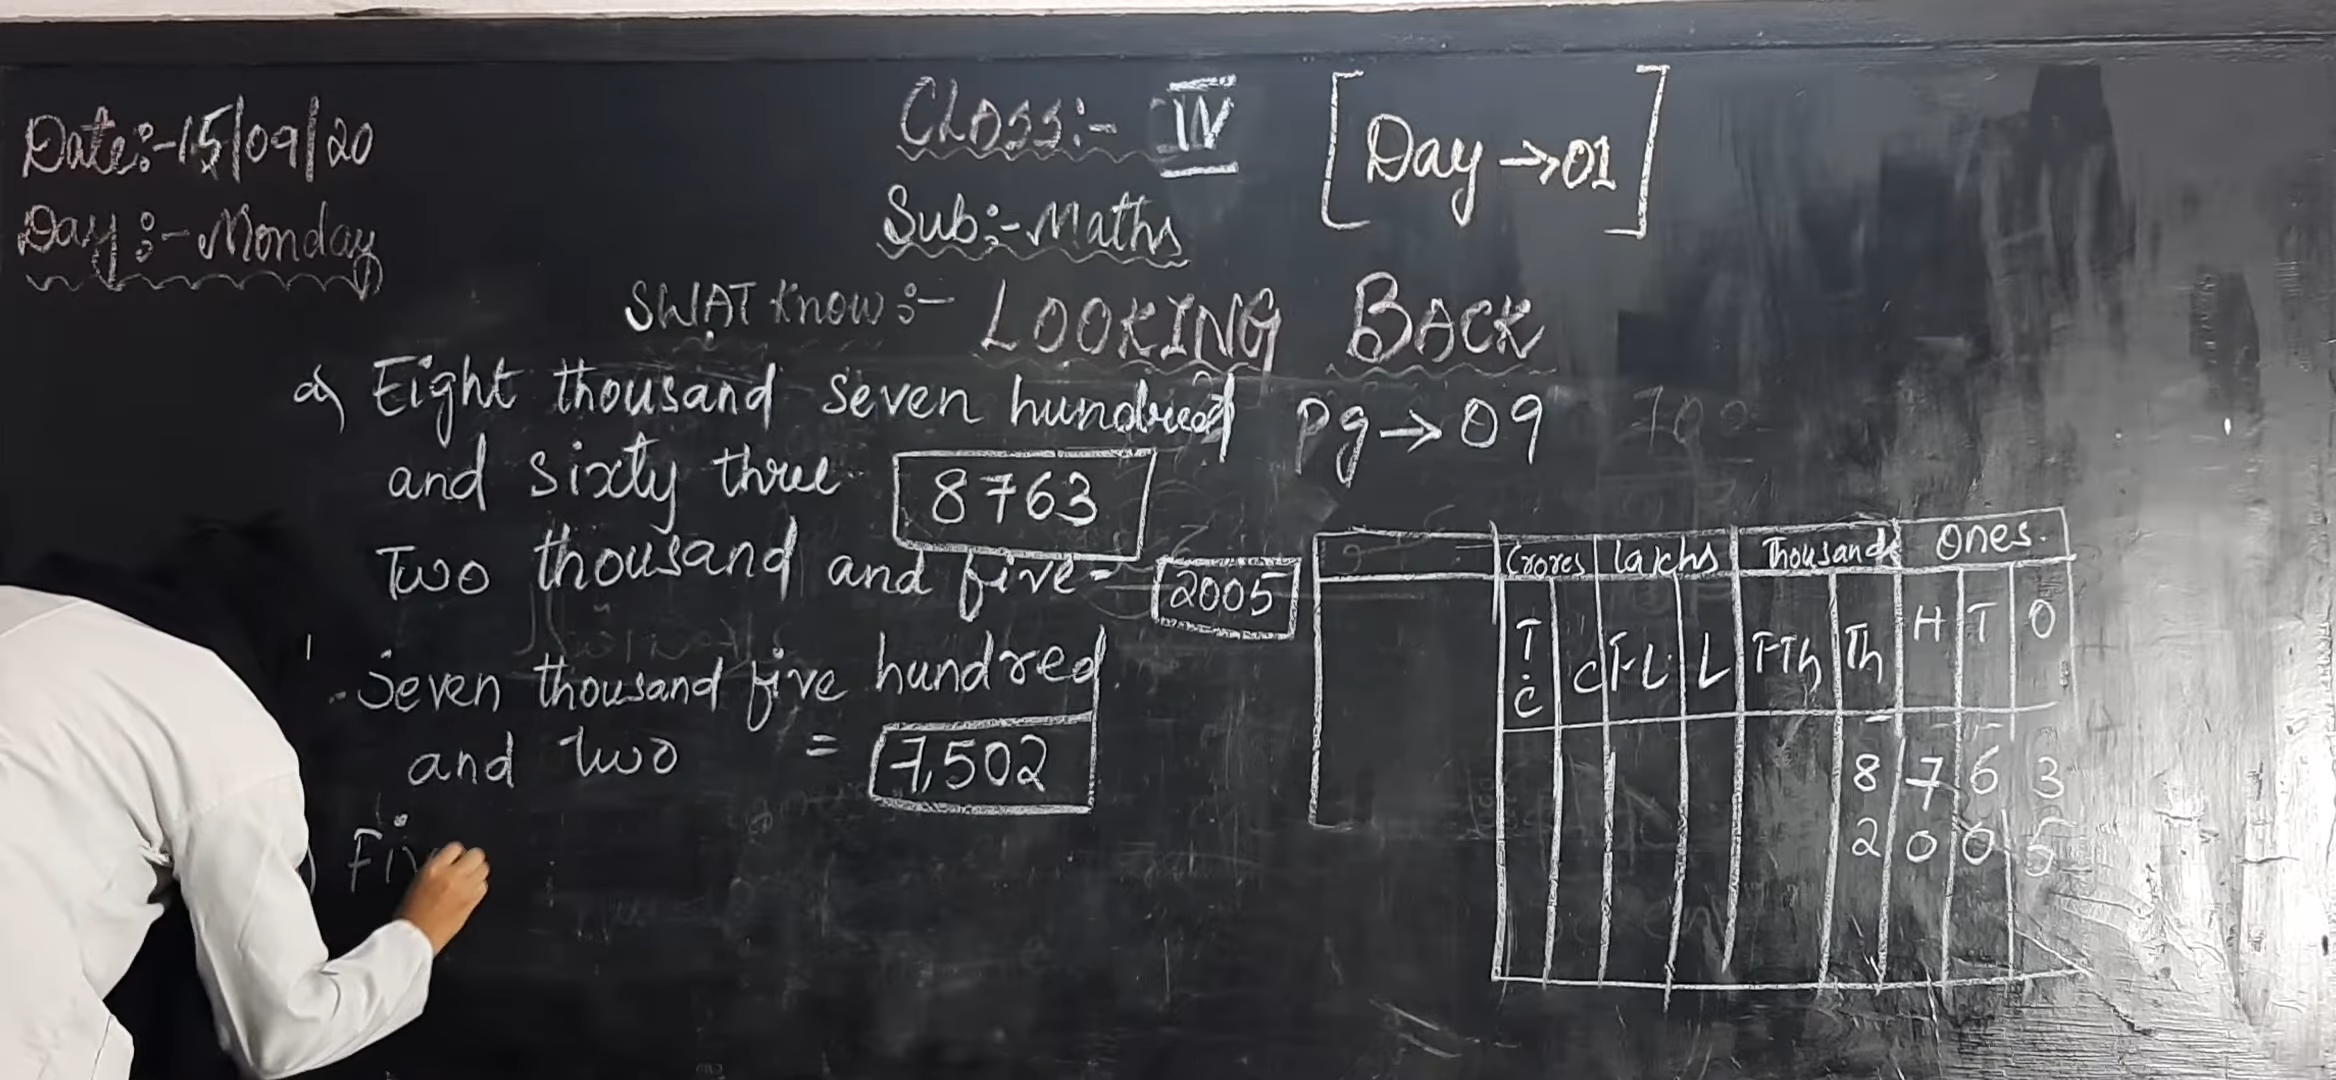 Date:-15/09/20
Day:-Monday
Class:- IV
[Day →01]
Sub:-Maths
SWAT Know:- LOOKING BACK
a) Eight thousand seven hundred
and sixty three 8763
pg→09
Two thousand and five- 2005
Seven thousand five hundred
and two = 7,502
Crores Lakhs Thousands Ones.
T.C C T-L L T-Th Th H T O
8 7 6 3
2 0 0 5